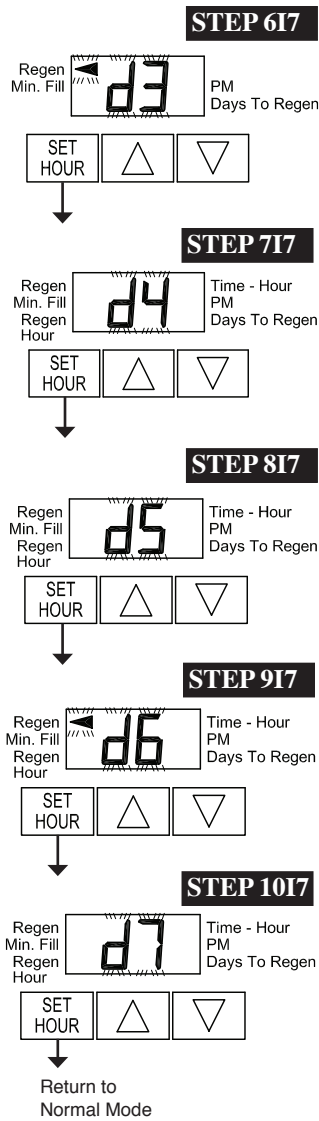 STEP 6I7
Regen
Min. Fill
d3
PM
Days To Regen
SET
HOUR
STEP 7I7
Regen
Min. Fill
Regen
Hour
d4
Time - Hour
PM
Days To Regen
SET
HOUR
STEP 8I7
Regen
Min. Fill
Regen
Hour
d5
Time - Hour
PM
Days To Regen
SET
HOUR
STEP 9I7
Regen
Min. Fill
Regen
Hour
d6
Time - Hour
PM
Days To Regen
SET
HOUR
STEP 10I7
Regen
Min. Fill
Regen
Hour
d7
Time - Hour
PM
Days To Regen
SET
HOUR
Return to
Normal Mode